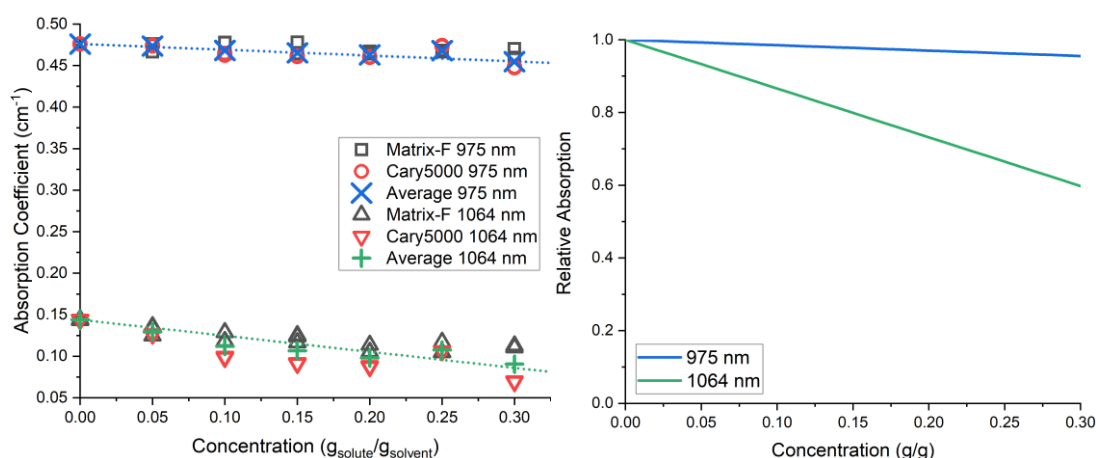 0.50
0.45
0.40
0.35
0.30
0.25
0.20
0.15
0.10
0.05
Absorption Coefficient (cm⁻¹)
Matrix-F 975 nm
Cary5000 975 nm
Average 975 nm
Matrix-F 1064 nm
Cary5000 1064 nm
Average 1064 nm
0.00 0.05 0.10 0.15 0.20 0.25 0.30
Concentration (g_solute/g_solvent)
1.0
0.8
0.6
0.4
0.2
0.0
Relative Absorption
975 nm
1064 nm
0.00 0.05 0.10 0.15 0.20 0.25 0.30
Concentration (g/g)